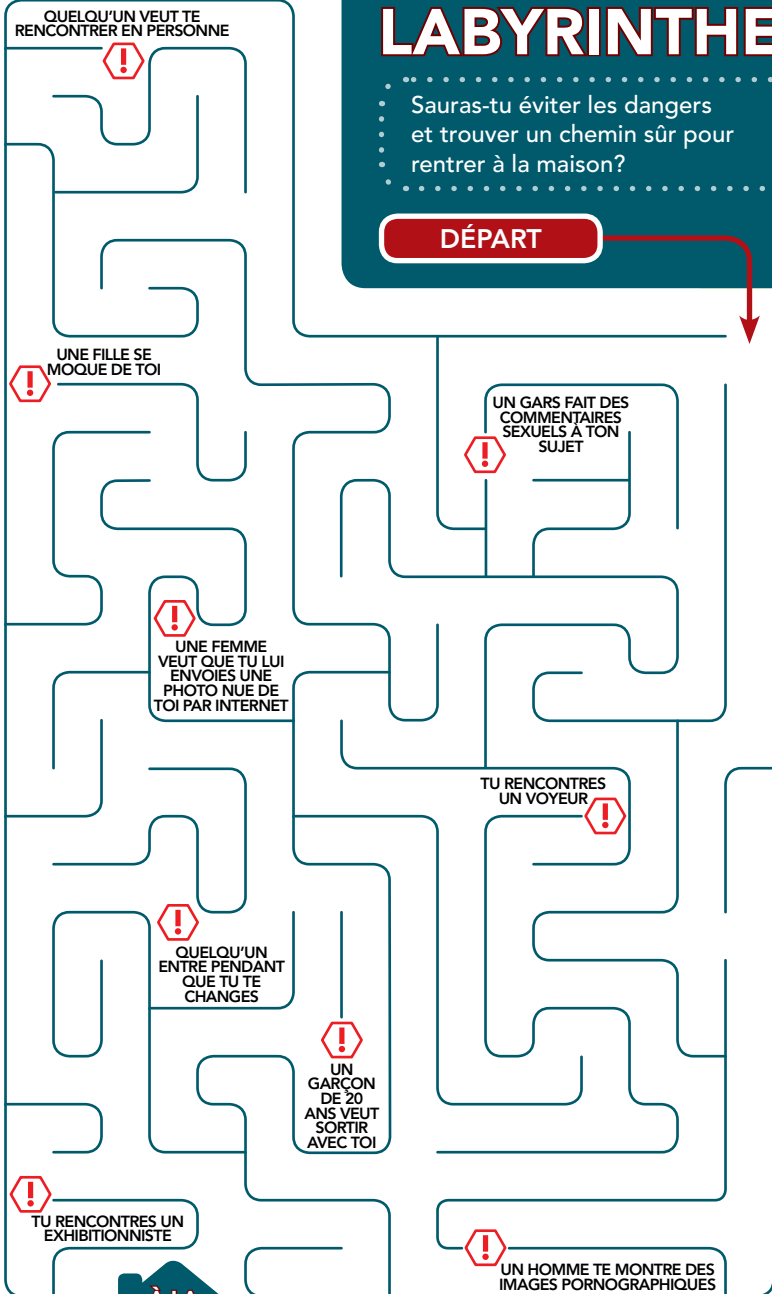 LABYRINTHE
Sauras-tu éviter les dangers
et trouver un chemin sûr pour
rentrer à la maison?
DÉPART
QUELQU'UN VEUT TE
RENCONTRER EN PERSONNE
!
UNE FILLE SE
MOQUE DE TOI
!
UN GARS FAIT DES
COMMENTAIRES
SEXUELS À TON
SUJET
!
!
UNE FEMME
VEUT QUE TU LUI
ENVOIES UNE
PHOTO NUE DE
TOI PAR INTERNET
TU RENCONTRES
UN VOYEUR
!
!
QUELQU'UN
ENTRE PENDANT
QUE TU TE
CHANGES
!
UN
GARÇON
DE 20
ANS VEUT
SORTIR
AVEC TOI
!
TU RENCONTRES UN
EXHIBITIONNISTE
!
UN HOMME TE MONTRE DES
IMAGES PORNOGRAPHIQUES
À LA